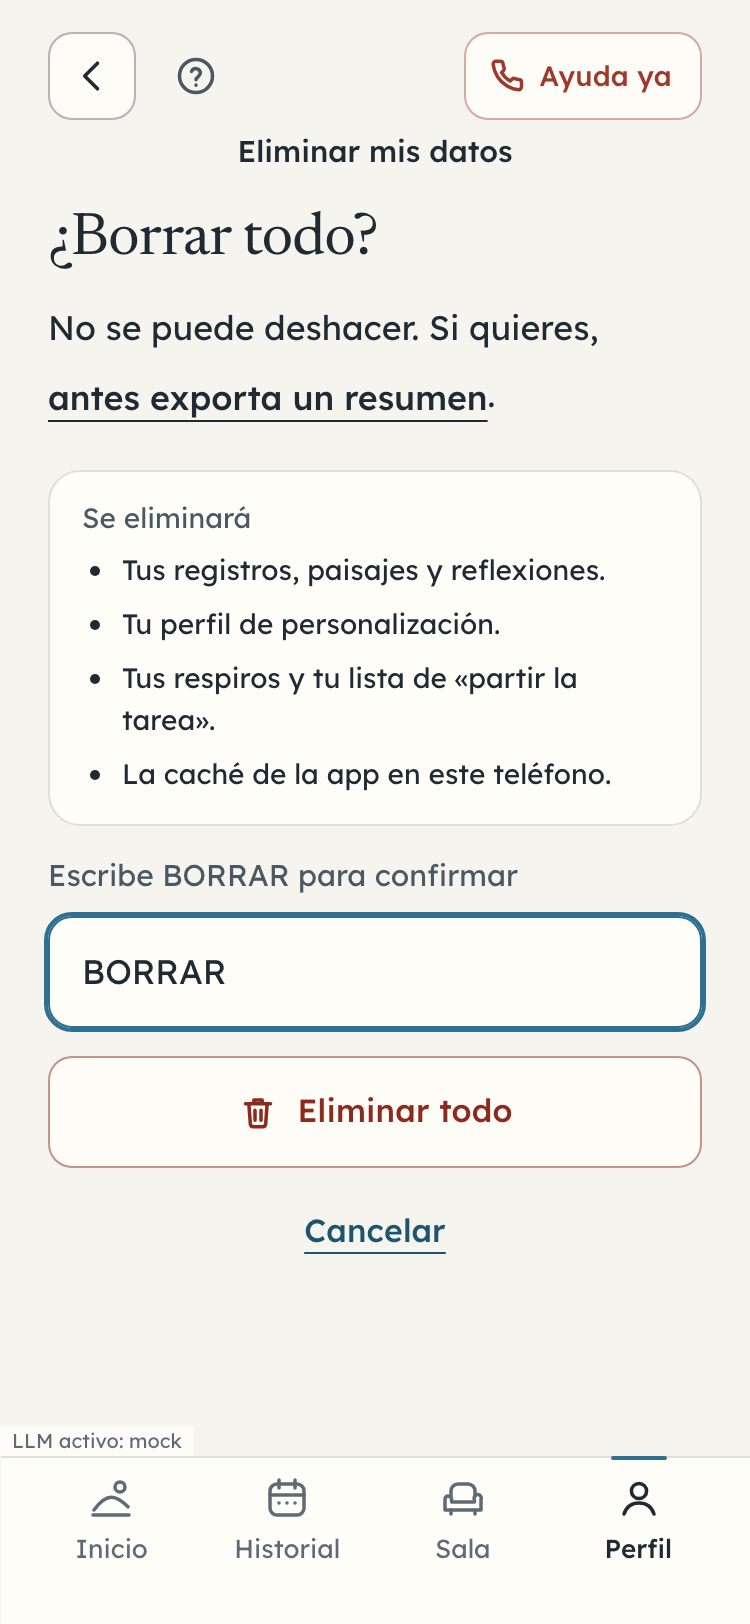 Ayuda ya
Eliminar mis datos
¿Borrar todo?
No se puede deshacer. Si quieres,
antes exporta un resumen.
Se eliminará
• Tus registros, paisajes y reflexiones.
• Tu perfil de personalización.
• Tus respiros y tu lista de «partir la
tarea».
• La caché de la app en este teléfono.
Escribe BORRAR para confirmar
BORRAR
Eliminar todo
Cancelar
LLM activo: mock
Inicio
Historial
Sala
Perfil